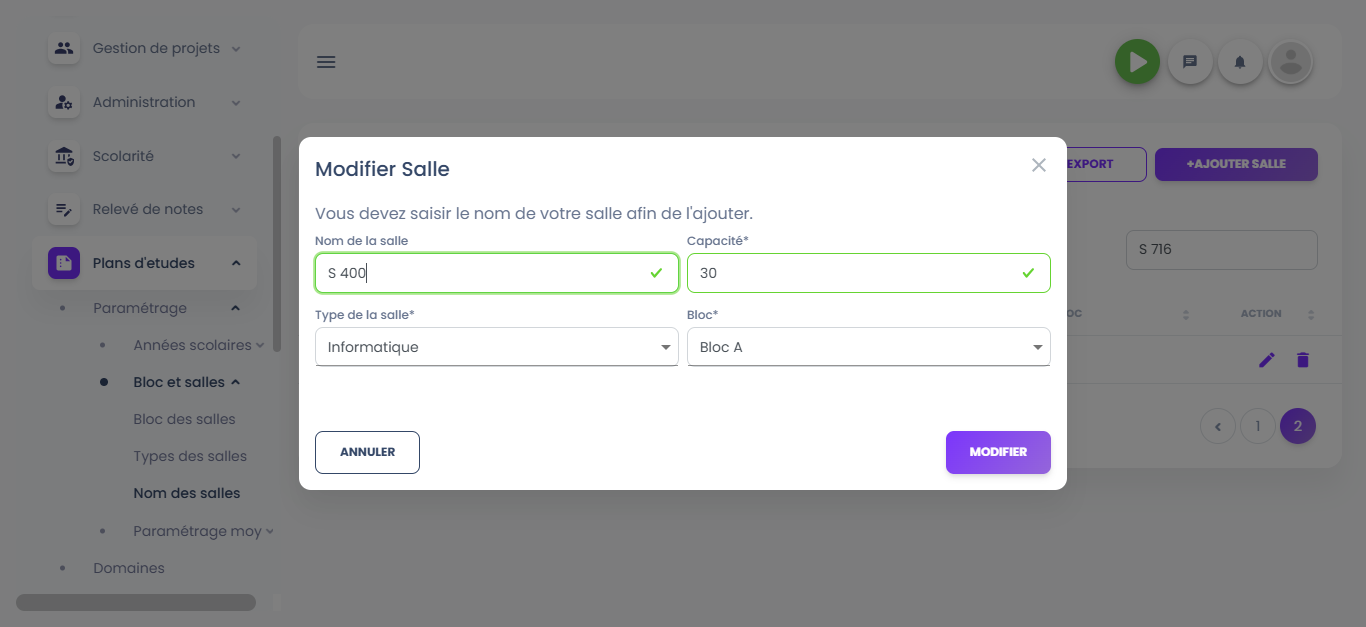 Gestion de projets
Administration
Scolarité
Relevé de notes
Plans d'etudes
Paramétrage
Années scolaires
Bloc et salles
Bloc des salles
Types des salles
Nom des salles
Paramétrage moy
Domaines
EXPORT
+AJOUTER SALLE
S 716
OC
ACTION
1
2
Modifier Salle
Vous devez saisir le nom de votre salle afin de l'ajouter.
Nom de la salle
Capacité*
S 400
30
Type de la salle*
Bloc*
Informatique
Bloc A
ANNULER
MODIFIER